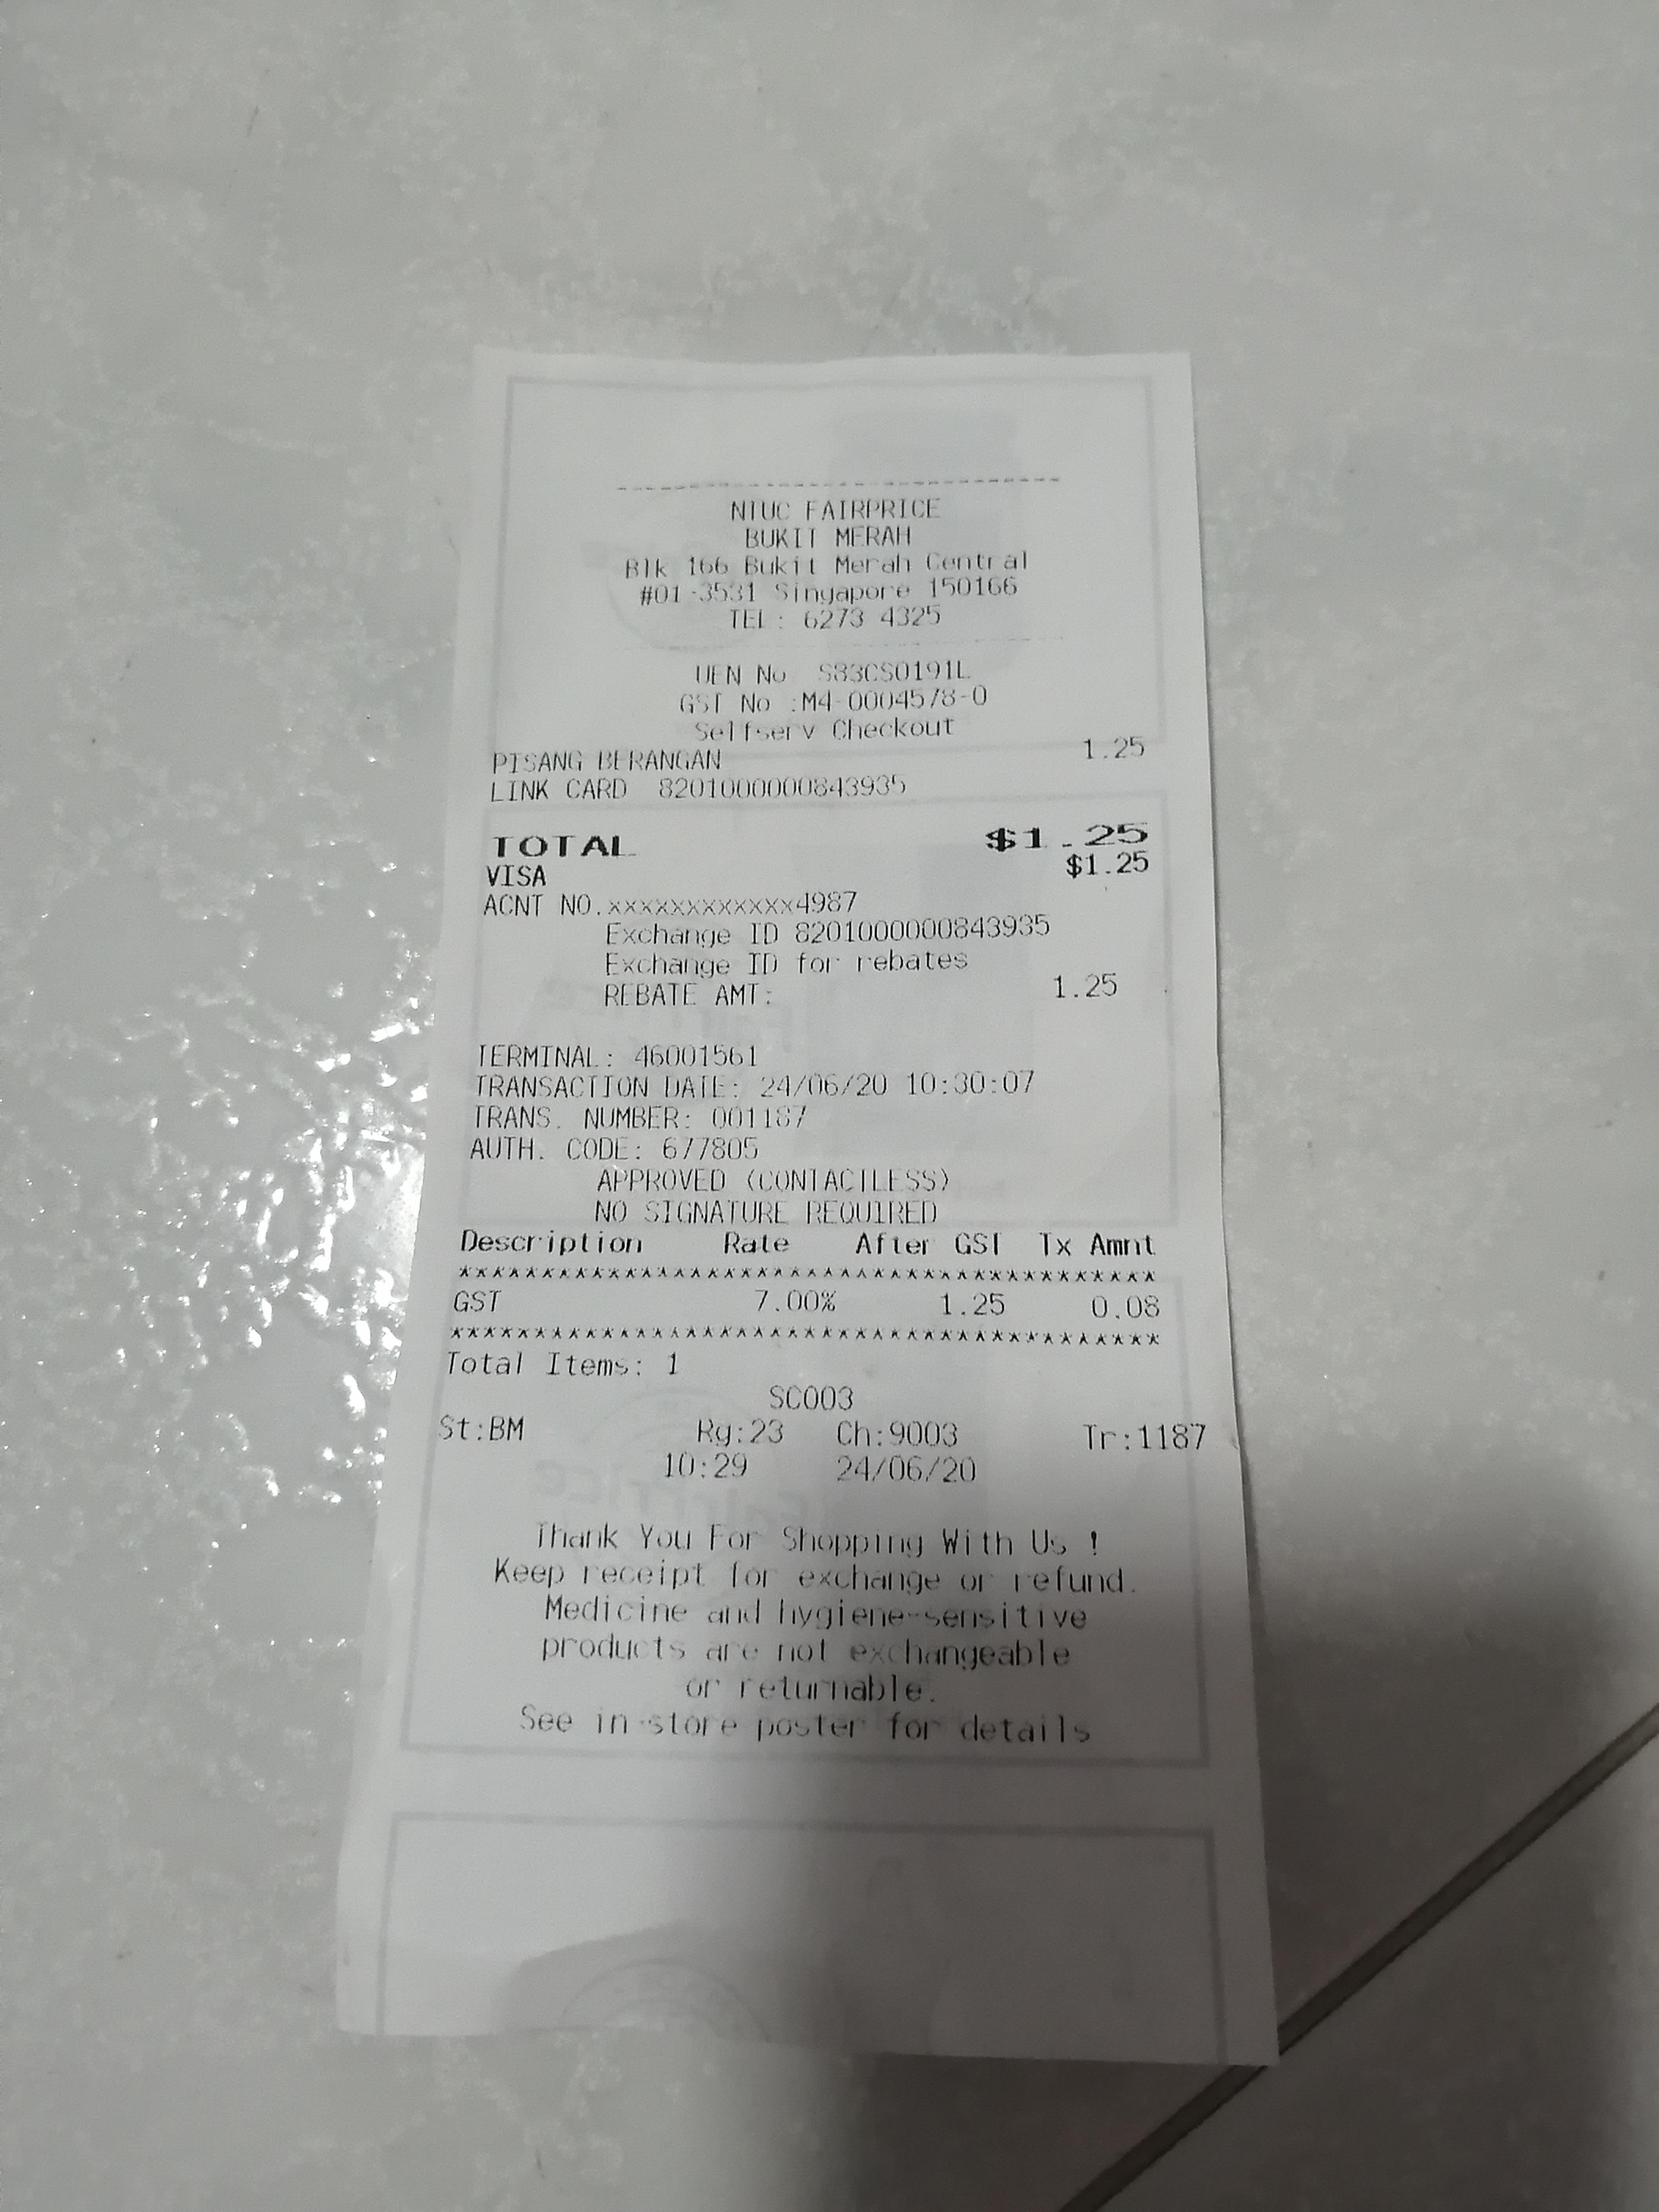 NTUC FAIRPRICE
BUKIT MERAH
Blk 166 Bukit Merah Central
#01-3531 Singapore 150166
TEL: 6273 4325
UEN No S83CS0191L
GST No :M4-0004578-0
Selfserv Checkout
PISANG BERANGAN 1.25
LINK CARD 8201000000843935
TOTAL $1.25
VISA $1.25
ACNT NO.xxxxxxxxxxxx4987
Exchange ID 8201000000843935
Exchange ID for rebates
REBATE AMT: 1.25
TERMINAL: 46001561
TRANSACTION DATE: 24/06/20 10:30:07
TRANS. NUMBER: 001187
AUTH. CODE: 677805
APPROVED (CONTACTLESS)
NO SIGNATURE REQUIRED
Description Rate After GST Tx Amnt
*******************************************
GST 7.00% 1.25 0.08
*******************************************
Total Items: 1
SC003
St:BM Rg:23 Ch:9003 Tr:1187
10:29 24/06/20
Thank You For Shopping With Us !
Keep receipt for exchange or refund.
Medicine and hygiene-sensitive
products are not exchangeable
or returnable.
See in-store poster for details